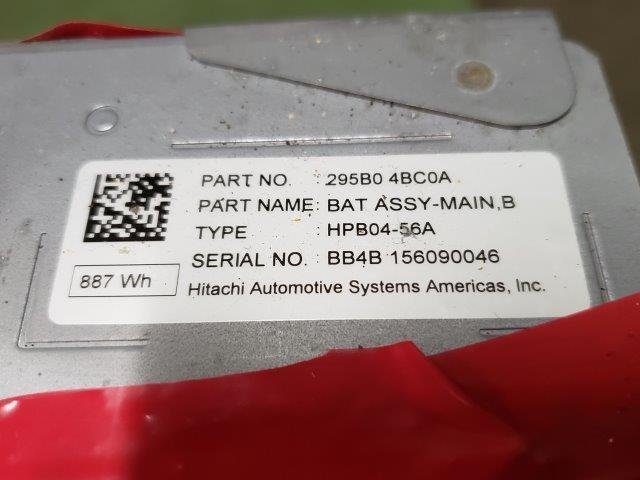 PART NO. : 295B0 4BC0A
PART NAME: BAT ASSY-MAIN,B
TYPE : HPB04-56A
SERIAL NO. : BB4B 156090046
887 Wh
Hitachi Automotive Systems Americas, Inc.